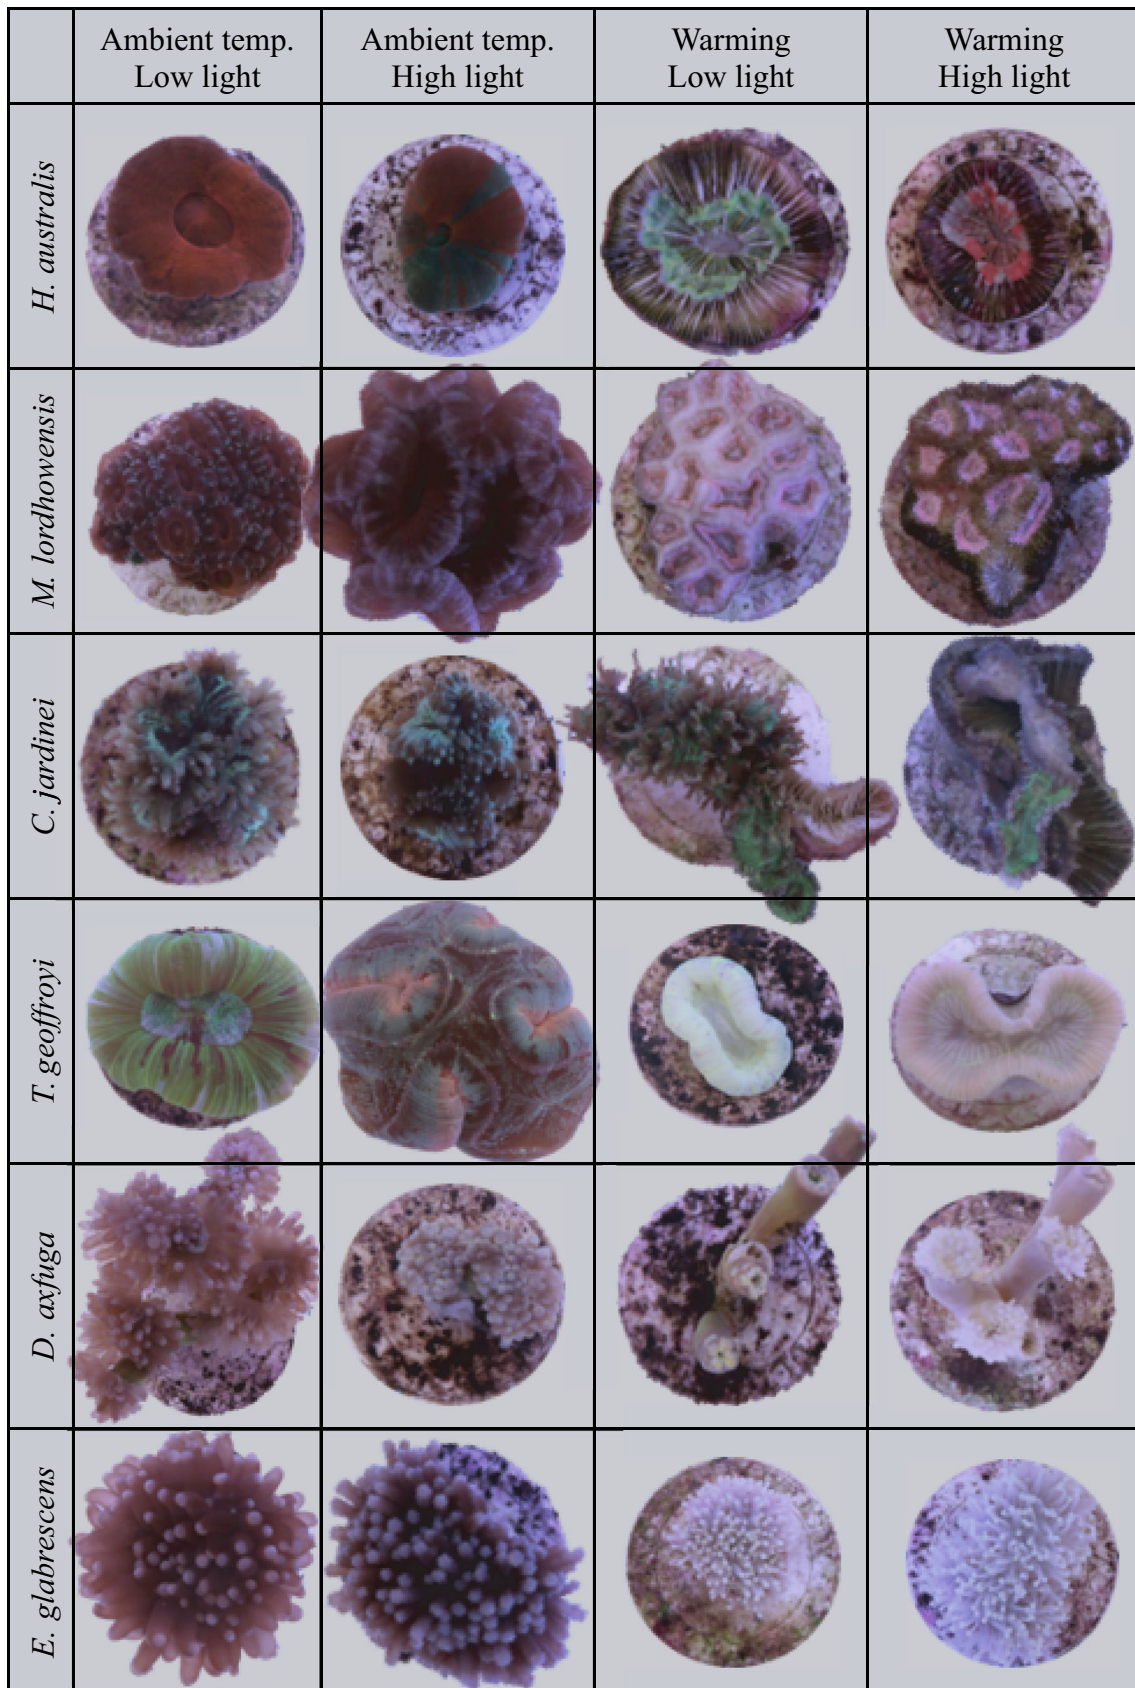 Ambient temp.
Low light
Ambient temp.
High light
Warming
Low light
Warming
High light
H. australis
M. lordhowensis
C. jardinei
T. geoffroyi
D. axfuga
E. glabrescens